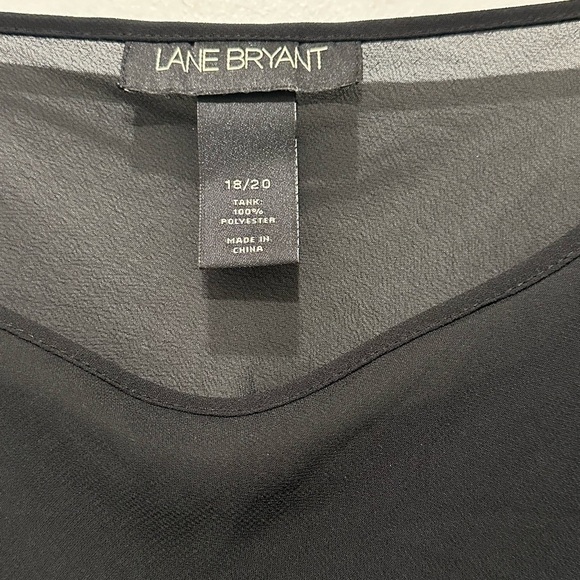 LANE BRYANT
18/20
TANK:
100%
POLYESTER
MADE IN
CHINA